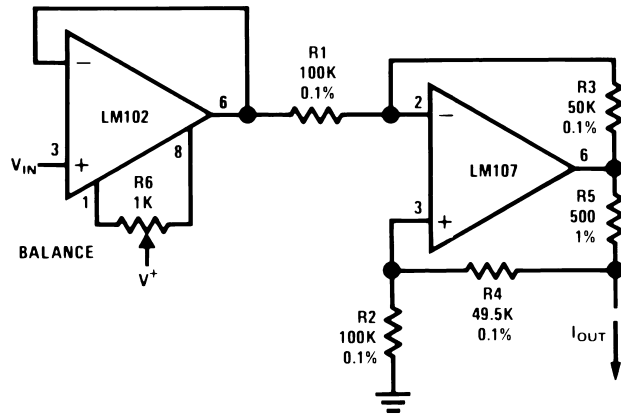 R1
100K
0.1%
R3
50K
0.1%
−
LM102
6
2
−
3
+
8
V_IN
LM107
6
1
R6
1K
R5
500
1%
3
+
BALANCE
V⁺
R4
49.5K
0.1%
R2
100K
0.1%
I_OUT